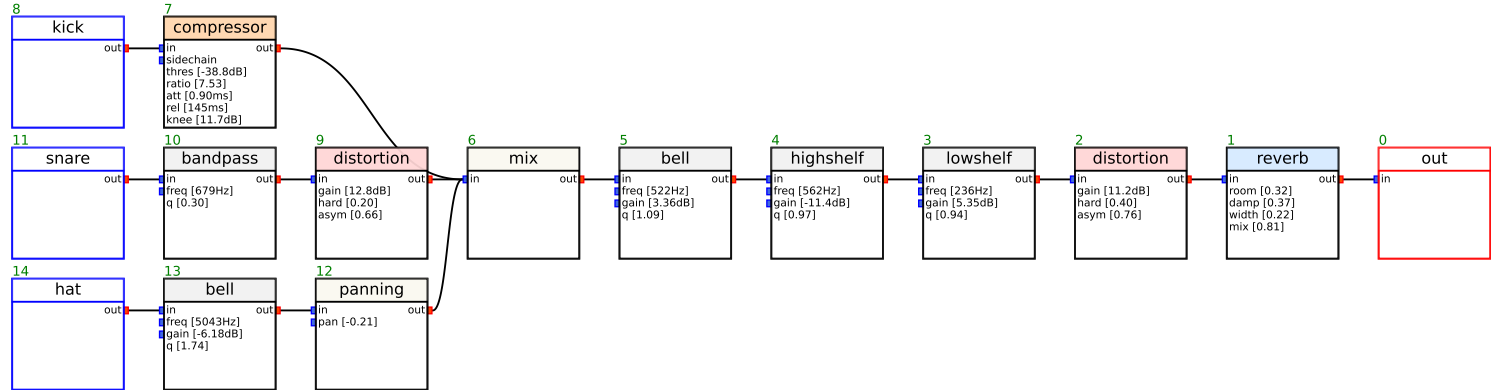 8
kick
out
7
compressor
in out
sidechain
thres [-38.8dB]
ratio [7.53]
att [0.90ms]
rel [145ms]
knee [11.7dB]
11
snare
out
10
bandpass
in out
freq [679Hz]
q [0.30]
9
distortion
in out
gain [12.8dB]
hard [0.20]
asym [0.66]
6
mix
in out
5
bell
in out
freq [522Hz]
gain [3.36dB]
q [1.09]
4
highshelf
in out
freq [562Hz]
gain [-11.4dB]
q [0.97]
3
lowshelf
in out
freq [236Hz]
gain [5.35dB]
q [0.94]
2
distortion
in out
gain [11.2dB]
hard [0.40]
asym [0.76]
1
reverb
in out
room [0.32]
damp [0.37]
width [0.22]
mix [0.81]
0
out
in
14
hat
out
13
bell
in out
freq [5043Hz]
gain [-6.18dB]
q [1.74]
12
panning
in out
pan [-0.21]